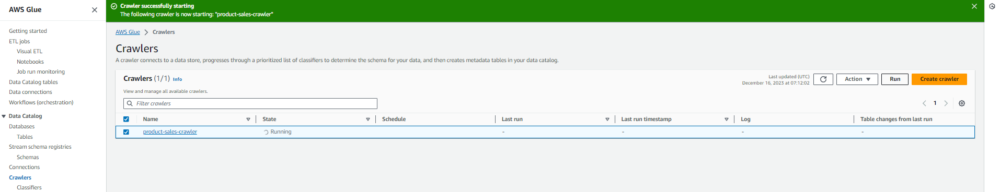 AWS Glue
Getting started
ETL jobs
Visual ETL
Notebooks
Job run monitoring
Data Catalog tables
Data connections
Workflows (orchestration)
Data Catalog
Databases
Tables
Stream schema registries
Schemas
Connections
Crawlers
Classifiers
Crawler successfully starting
The following crawler is now starting: "product-sales-crawler"
AWS Glue > Crawlers
Crawlers
A crawler connects to a data store, progresses through a prioritized list of classifiers to determine the schema for your data, and then creates metadata tables in your data catalog.
Crawlers (1/1) Info
View and manage all available crawlers.
Last updated (UTC)
December 16, 2023 at 07:12:02
Action Run Create crawler
Filter crawlers
1
Name State Schedule Last run Last run timestamp Log Table changes from last run
product-sales-crawler Running - - - -